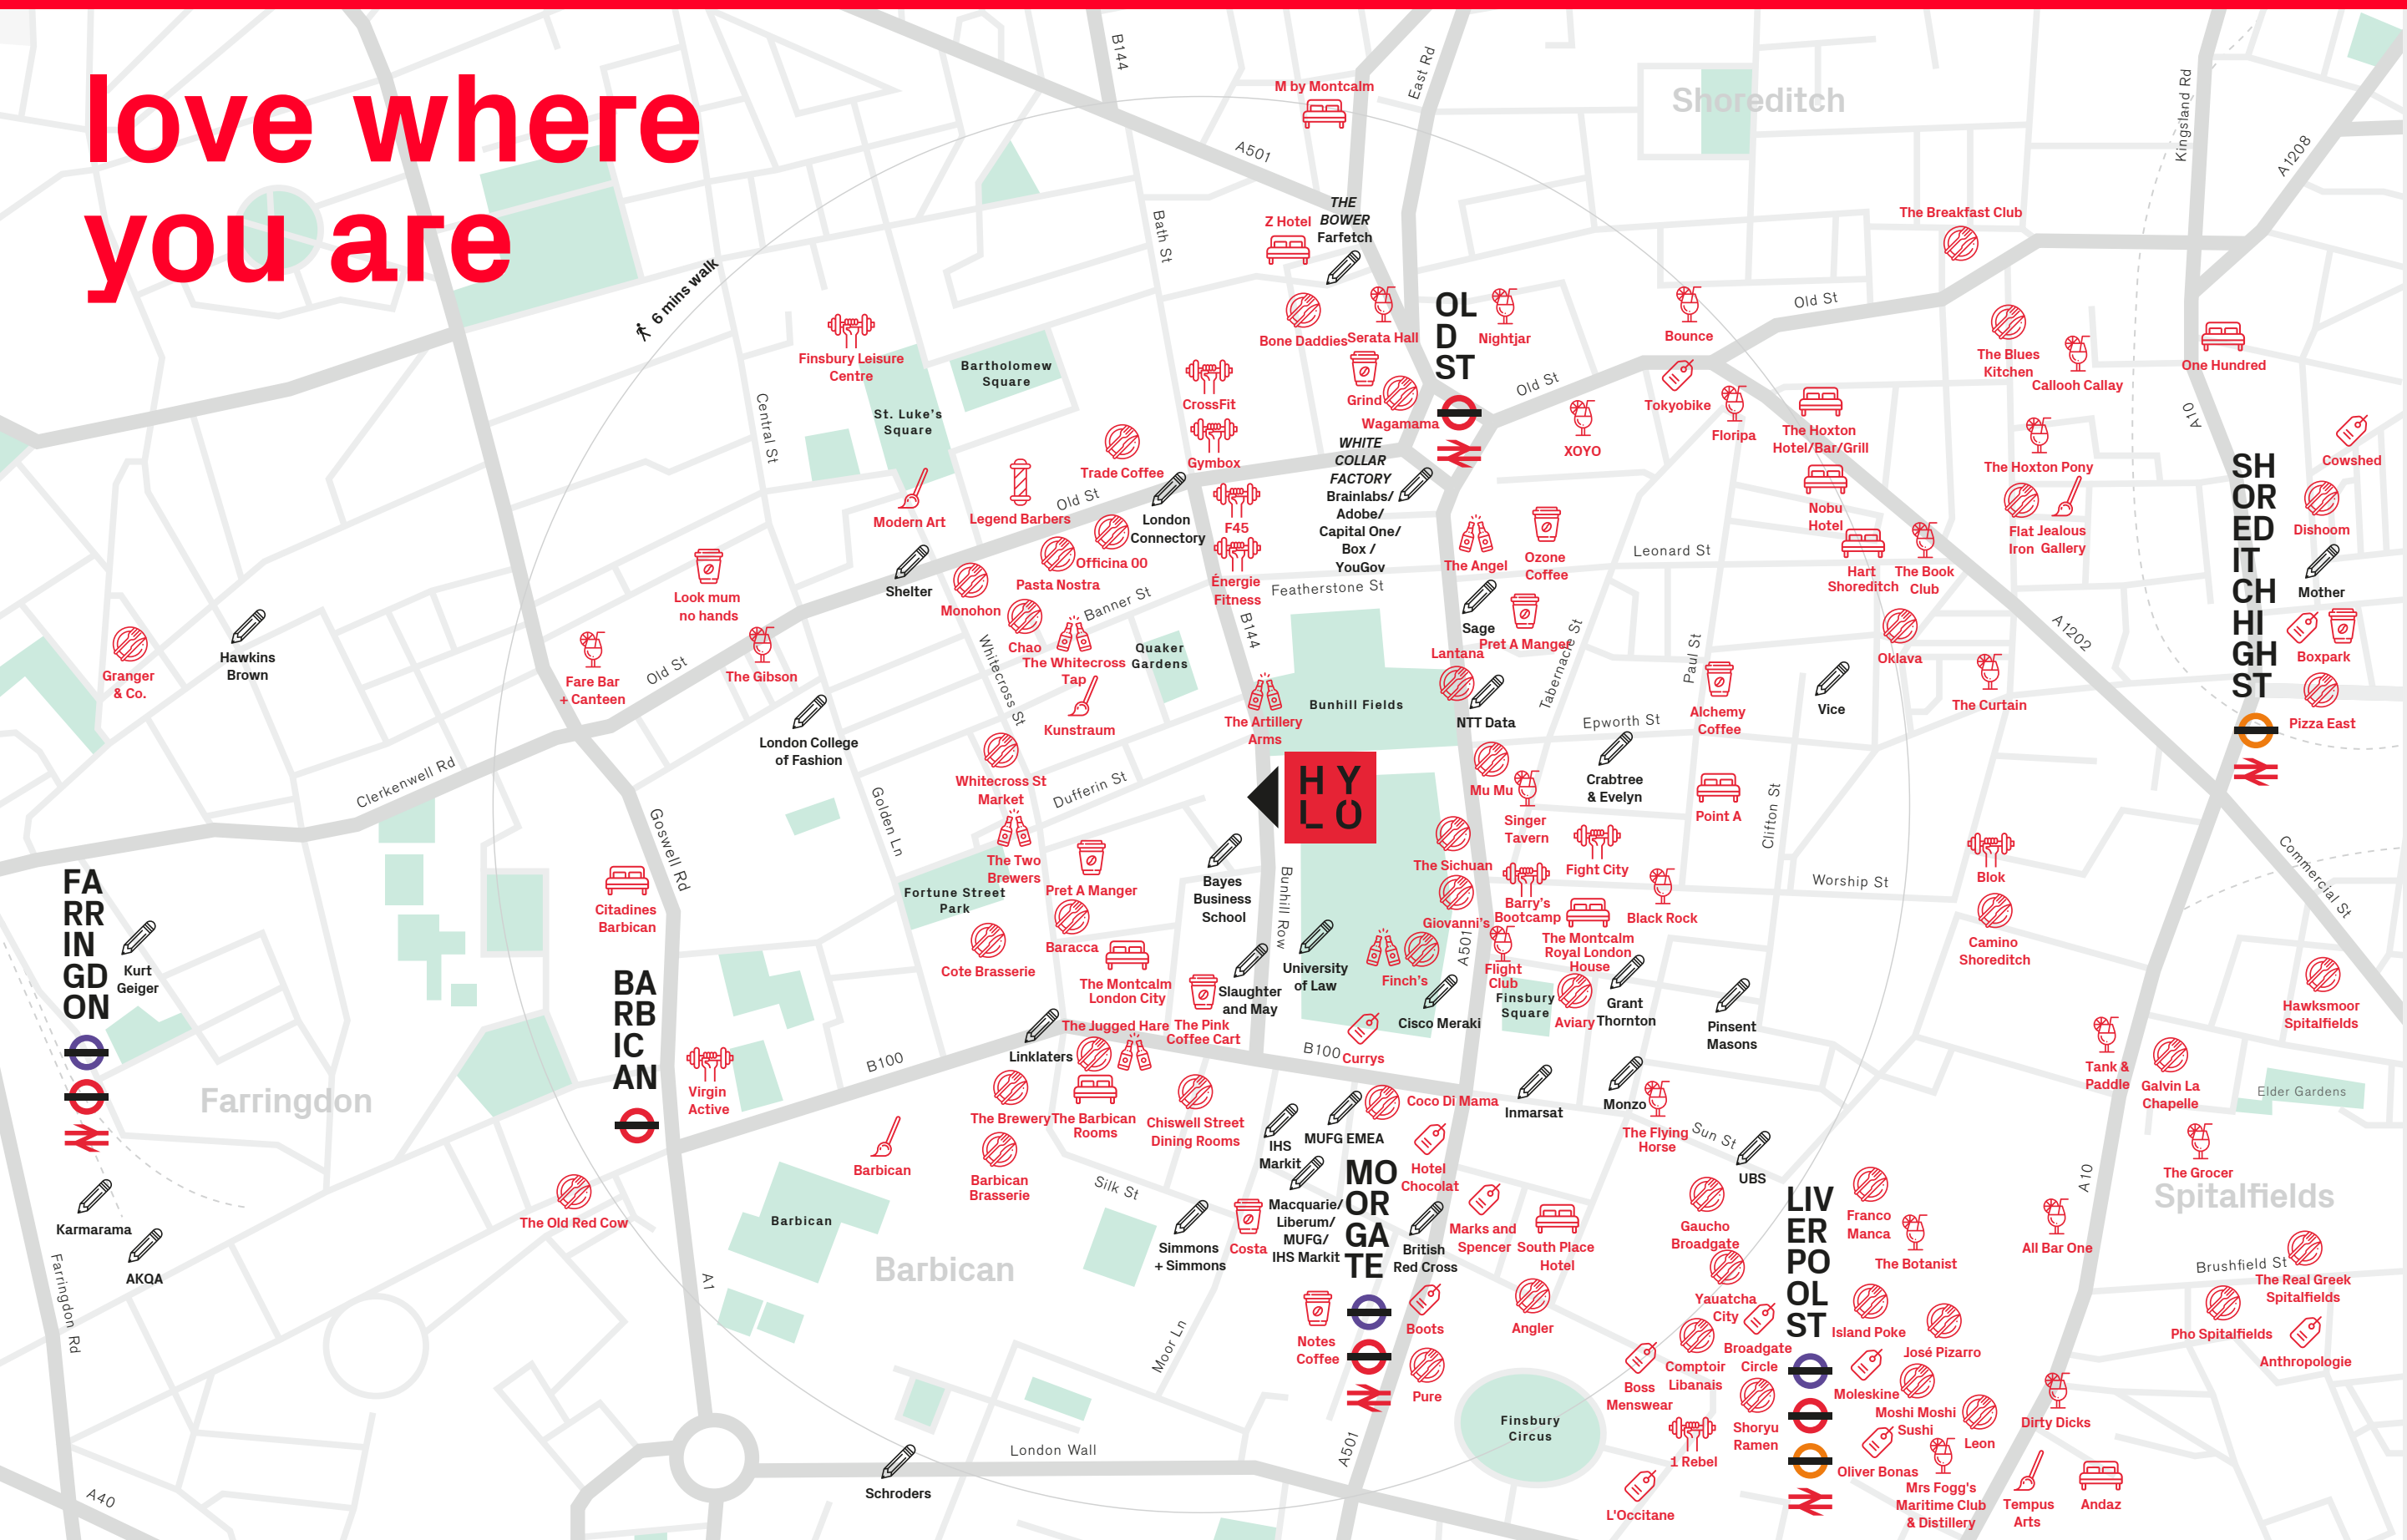 love where
you are
6 mins walk
B144
East Rd
Shoreditch
Kingsland Rd
A1208
M by Montcalm
A501
Bath St
Z Hotel
THE
BOWER
Farfetch
The Breakfast Club
Old St
Finsbury Leisure
Centre
Bartholomew
Square
St. Luke's
Square
Central St
Bone Daddies
Serata Hall
OL
D
ST
Nightjar
Bounce
The Blues
Kitchen
Callooh Callay
One Hundred
CrossFit
Grind
Wagamama
Old St
Tokyobike
Floripa
The Hoxton
Hotel/Bar/Grill
A10
Gymbox
XOYO
Trade Coffee
WHITE
COLLAR
FACTORY
Brainlabs/
Adobe/
Capital One/
Box /
YouGov
The Hoxton Pony
Cowshed
SH
OR
ED
IT
CH
HI
GH
ST
Modern Art
Legend Barbers
Old St
London
Connectory
F45
Nobu
Hotel
Flat
Iron
Jealous
Gallery
Dishoom
Shelter
Officina 00
Pasta Nostra
Énergie
Fitness
Featherstone St
The Angel
Ozone
Coffee
Leonard St
Hart
Shoreditch
The Book
Club
Mother
Look mum
no hands
Monohon
Chao
Banner St
B144
Sage
Pret A Manger
Lantana
Tabernacle St
Paul St
Oklava
A1202
Boxpark
Granger
& Co.
Hawkins
Brown
Fare Bar
+ Canteen
Old St
The Gibson
Whitecross St
The Whitecross
Tap
Quaker
Gardens
Kunstraum
The Artillery
Arms
Bunhill Fields
NTT Data
Epworth St
Alchemy
Coffee
Vice
The Curtain
Pizza East
London College
of Fashion
Whitecross St
Market
Dufferin St
HY
LO
Mu Mu
Singer
Tavern
Crabtree
& Evelyn
Point A
Clifton St
Clerkenwell Rd
Goswell Rd
Golden Ln
The Two
Brewers
Pret A Manger
Fortune Street
Park
Bayes
Business
School
Bunhill Row
The Sichuan
Fight City
Worship St
Blok
Commercial St
FA
RR
IN
GD
ON
Kurt
Geiger
Citadines
Barbican
Baracca
Cote Brasserie
Giovanni's
Barry's
Bootcamp
Black Rock
Camino
Shoreditch
BA
RB
IC
AN
The Montcalm
London City
Slaughter
and May
University
of Law
Finch's
A501
Flight
Club
The Montcalm
Royal London
House
Finsbury
Square
Aviary
Grant
Thornton
Pinsent
Masons
Hawksmoor
Spitalfields
Cisco Meraki
Linklaters
The Jugged Hare
The Pink
Coffee Cart
B100
B100
Currys
Tank &
Paddle
Galvin La
Chapelle
Elder Gardens
Farringdon
Virgin
Active
The Brewery
The Barbican
Rooms
Chiswell Street
Dining Rooms
IHS
Markit
MUFG EMEA
Coco Di Mama
Inmarsat
Monzo
The Flying
Horse
Sun St
UBS
The Grocer
Barbican
Barbican
Brasserie
Silk St
MO
OR
GA
TE
Hotel
Chocolat
A10
Spitalfields
Karmarama
AKQA
Farringdon Rd
The Old Red Cow
Barbican
Barbican
A1
Simmons
+ Simmons
Costa
Macquarie/
Liberum/
MUFG/
IHS Markit
British
Red Cross
Marks and
Spencer
South Place
Hotel
Gaucho
Broadgate
LIV
ER
PO
OL
ST
Franco
Manca
The Botanist
All Bar One
Brushfield St
The Real Greek
Spitalfields
Moor Ln
Notes
Coffee
Boots
Angler
Yauatcha
City
Broadgate
Circle
Island Poke
José Pizarro
Pho Spitalfields
Anthropologie
Pure
Boss
Menswear
Comptoir
Libanais
Moleskine
Moshi Moshi
Sushi
Leon
Dirty Dicks
Finsbury
Circus
Shoryu
Ramen
1 Rebel
Oliver Bonas
Mrs Fogg's
Maritime Club
& Distillery
Tempus
Arts
Andaz
A40
Schroders
London Wall
A501
L'Occitane